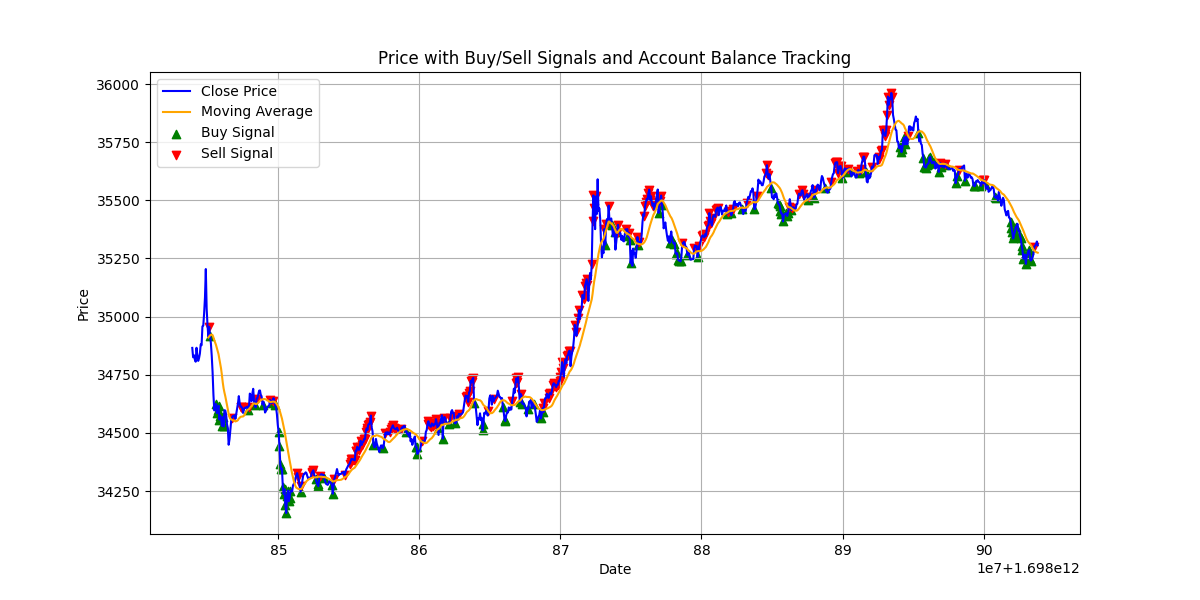 Price with Buy/Sell Signals and Account Balance Tracking
Close Price
Moving Average
Buy Signal
Sell Signal
36000
35750
35500
35250
35000
34750
34500
34250
Price
85 86 87 88 89 90
Date
1e7+1.698e12